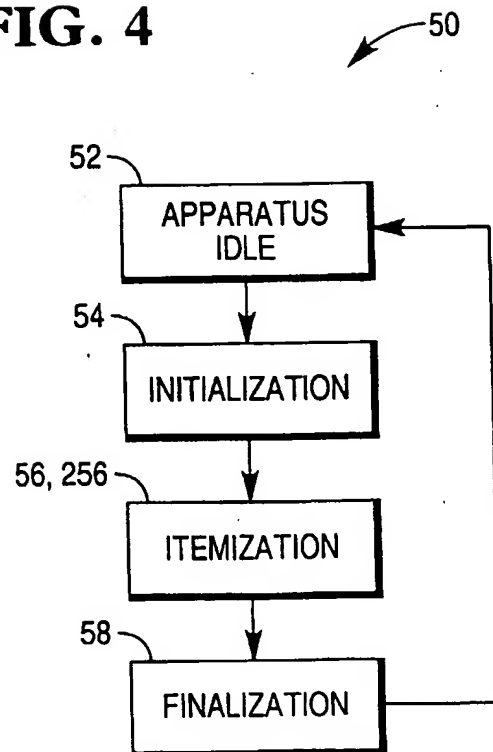 FIG. 4
50
52
APPARATUS
IDLE
54
INITIALIZATION
56, 256
ITEMIZATION
58
FINALIZATION